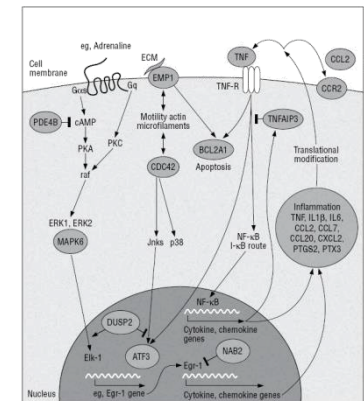 eg, Adrenaline
ECM
TNF
CCL2
Cell
membrane
EMP1
Gαs
Gq
TNF-R
CCR2
PDE4B
cAMP
Motility actin
microfilaments
TNFAIP3
PKA
PKC
BCL2A1
Apoptosis
Translational
modification
raf
CDC42
ERK1, ERK2
MAPK6
Jnks
p38
NF-κB
I-κB route
Inflammation
TNF, IL1β, IL6,
CCL2, CCL7,
CCL20, CXCL2,
PTGS2, PTX3
NF-κB
DUSP2
Cytokine, chemokine
genes
Elk-1
ATF3
NAB2
Egr-1
Nucleus
eg, Egr-1 gene
Cytokine, chemokine genes